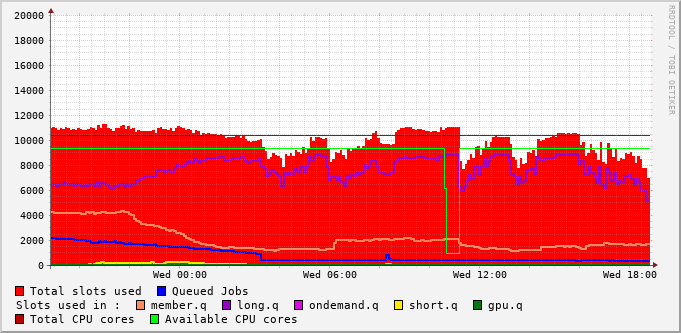 20000
18000
16000
14000
12000
10000
8000
6000
4000
2000
0
Wed 00:00 Wed 06:00 Wed 12:00 Wed 18:00
Total slots used Queued Jobs
Slots used in : member.q long.q ondemand.q short.q gpu.q
Total CPU cores Available CPU cores
RRDTOOL / TOBI OETIKER